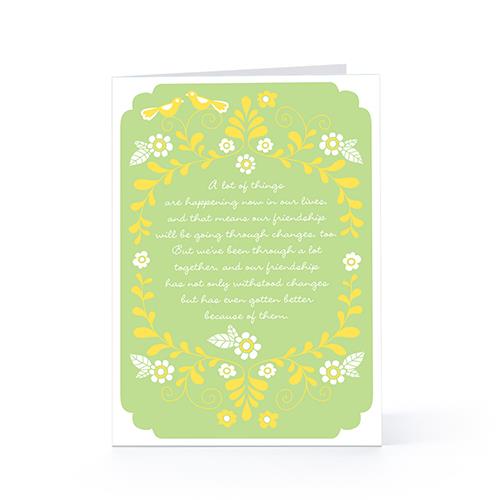 A lot of things
are happening now in our lives,
and that means our friendship
will be going through changes, too.
But we've been through a lot
together, and our friendship
has not only withstood changes
but has even gotten better
because of them.